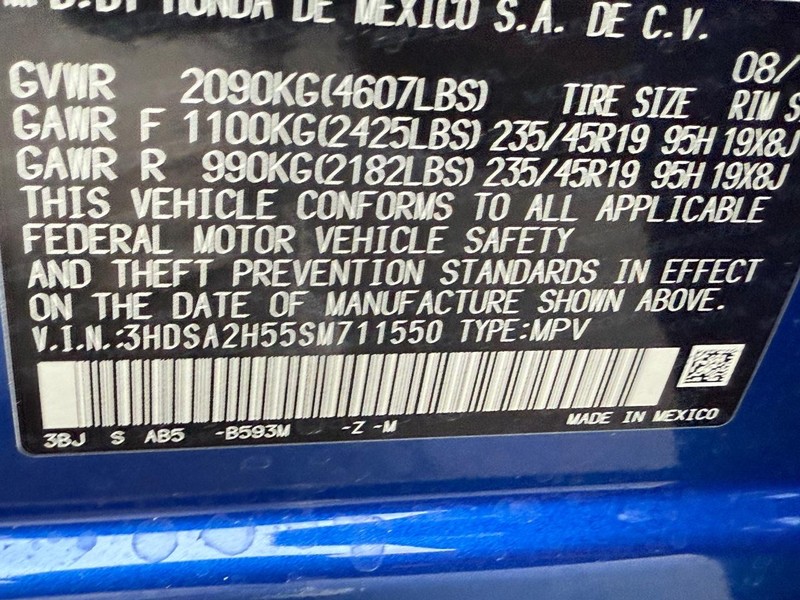 HONDA DE MEXICO S.A. DE C.V.
08/
GVWR 2090KG(4607LBS) TIRE SIZE RIM S
GAWR F 1100KG(2425LBS) 235/45R19 95H 19X8J
GAWR R 990KG(2182LBS) 235/45R19 95H 19X8J
THIS VEHICLE CONFORMS TO ALL APPLICABLE
FEDERAL MOTOR VEHICLE SAFETY
AND THEFT PREVENTION STANDARDS IN EFFECT
ON THE DATE OF MANUFACTURE SHOWN ABOVE.
V.I.N.:3HDSA2H55SM711550 TYPE:MPV
3BJ S AB5 -B593M -Z -M MADE IN MEXICO